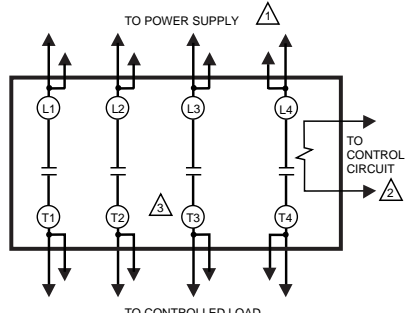 TO POWER SUPPLY 1
L1 L2 L3 L4
TO
CONTROL
CIRCUIT
2
3
T1 T2 T3 T4
TO CONTROLLED LOAD